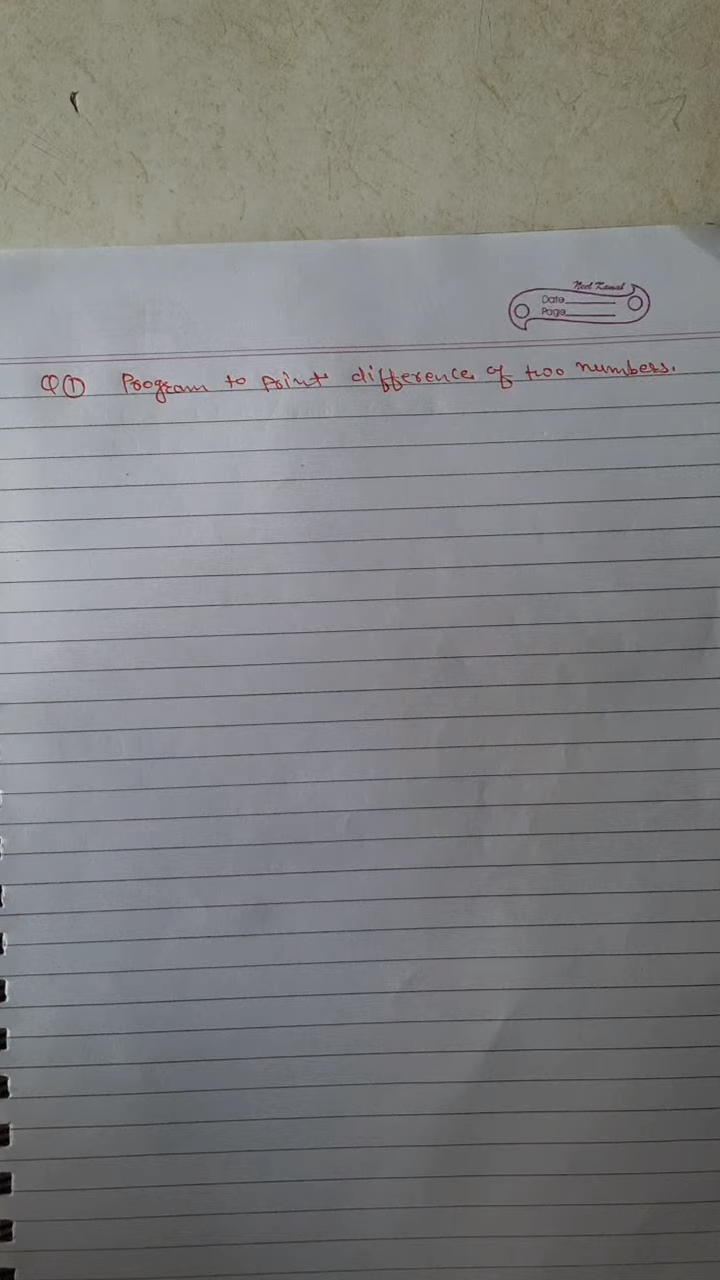 Neel Kamal
Date
Page
Q① Program to print difference of two numbers.